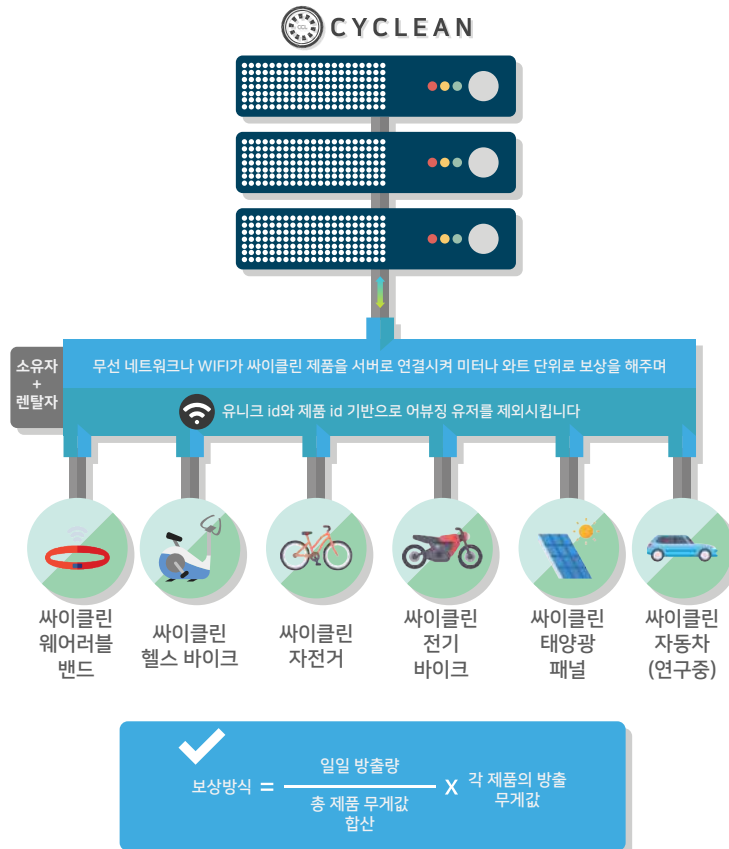 CCL
CYCLEAN
소유자
+
렌탈자
무선 네트워크나 WIFI가 싸이클린 제품을 서버로 연결시켜 미터나 와트 단위로 보상을 해주며
유니크 id와 제품 id 기반으로 어뷰징 유저를 제외시킵니다
싸이클린
웨어러블
밴드
싸이클린
헬스 바이크
싸이클린
자전거
싸이클린
전기
바이크
싸이클린
태양광
패널
싸이클린
자동차
(연구중)
보상방식 =
일일 방출량
총 제품 무게값
합산
X
각 제품의 방출
무게값